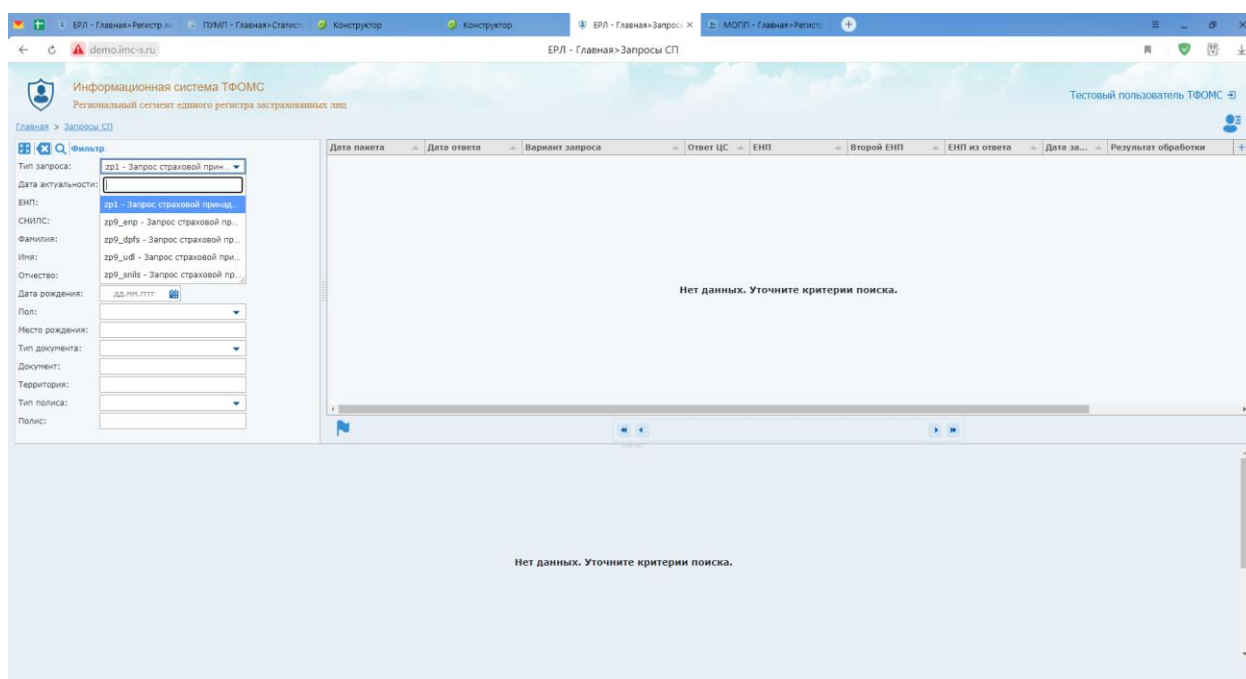 ЕРЛ - Главная>Регистр
ПУМП - Главная>Статист
Конструктор
Конструктор
ЕРЛ - Главная>Запрос
МОПП - Главная>Регист
demo.imc-s.ru
ЕРЛ - Главная>Запросы СП
Информационная система ТФОМС
Региональный сегмент единого регистра застрахованных лиц
Тестовый пользователь ТФОМС
Главная > Запросы СП
Фильтр
Тип запроса: zp1 - Запрос страховой прин...
Дата актуальности:
ЕНП: zp1 - Запрос страховой принад...
СНИЛС: zp9_enp - Запрос страховой пр...
Фамилия: zp9_dpfs - Запрос страховой пр...
Имя: zp9_udl - Запрос страховой при...
Отчество: zp9_snils - Запрос страховой пр...
Дата рождения: дд.мм.гггг
Пол:
Место рождения:
Тип документа:
Документ:
Территория:
Тип полиса:
Полис:
Дата пакета Дата ответа Вариант запроса Ответ ЦС ЕНП Второй ЕНП ЕНП из ответа Дата за... Результат обработки
Нет данных. Уточните критерии поиска.
Нет данных. Уточните критерии поиска.